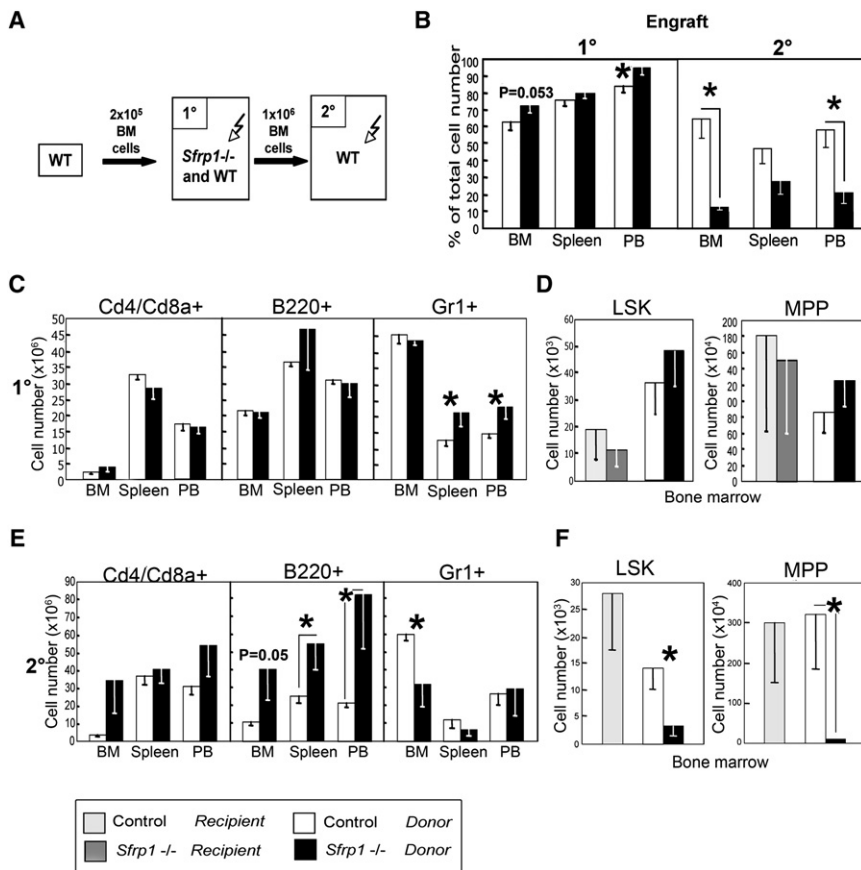 A
WT
2x10⁵
BM
cells
1°
Sfrp1-/-
and WT
1x10⁶
BM
cells
2°
WT
B
Engraft
1° 2°
% of total cell number
100
90
80
70
60
50
40
30
20
10
0
P=0.053
*
*
*
BM Spleen PB BM Spleen PB
C
1°
Cd4/Cd8a+ B220+ Gr1+
Cell number (x10⁶)
50
45
40
35
30
25
20
15
10
5
0
* *
BM Spleen PB BM Spleen PB BM Spleen PB
D
LSK MPP
Cell number (x10³)
60
50
40
30
20
10
0
Cell number (x10⁴)
200
180
160
140
120
100
80
60
40
20
0
Bone marrow
E
2°
Cd4/Cd8a+ B220+ Gr1+
Cell number (x10⁶)
90
80
70
60
50
40
30
20
10
0
P=0.05
*
*
*
BM Spleen PB BM Spleen PB BM Spleen PB
F
LSK MPP
Cell number (x10³)
30
25
20
15
10
5
0
*
Cell number (x10⁴)
400
300
200
100
0
*
Bone marrow
Control Recipient Control Donor
Sfrp1 -/- Recipient Sfrp1 -/- Donor